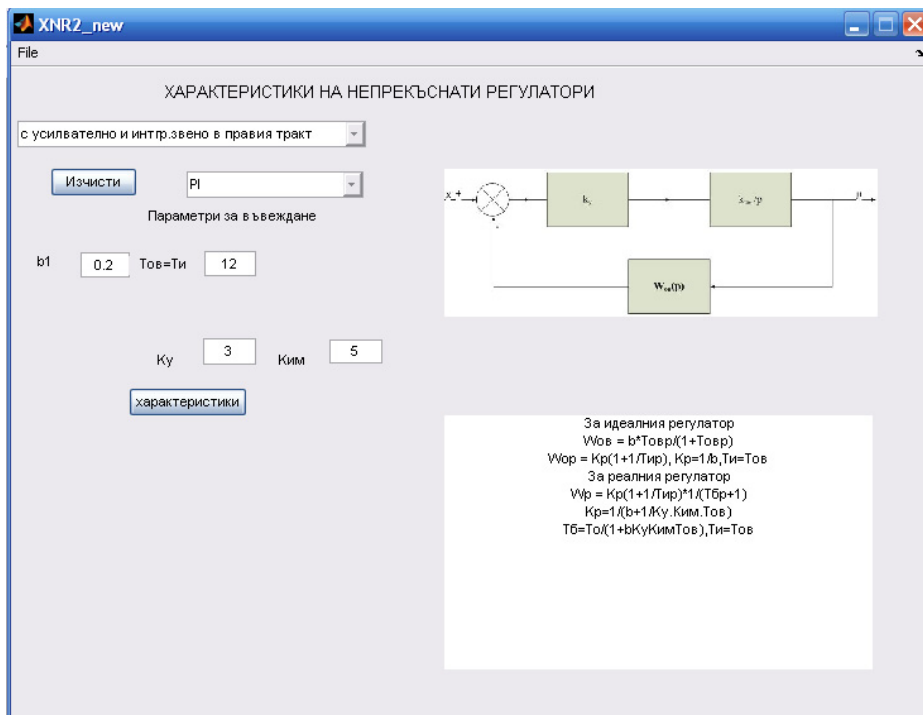 XNR2_new
File
ХАРАКТЕРИСТИКИ НА НЕПРЕКЪСНАТИ РЕГУЛАТОРИ
с усилвателно и интгр.звено в правия тракт
Изчисти
PI
Параметри за въвеждане
b1
0.2
Тов=Ти
12
Ку
3
Ким
5
характеристики
x +
-
W (p)
За идеалния регулатор
Wов = b*Товр/(1+Товр)
Wор = Кр(1+1/Тир), Кр=1/b,Ти=Тов
За реалния регулатор
Wр = Кр(1+1/Тир)*1/(Тбр+1)
Кр=1/(b+1/Ку.Ким.Тов)
Тб=То/(1+bКуКимТов),Ти=Тов